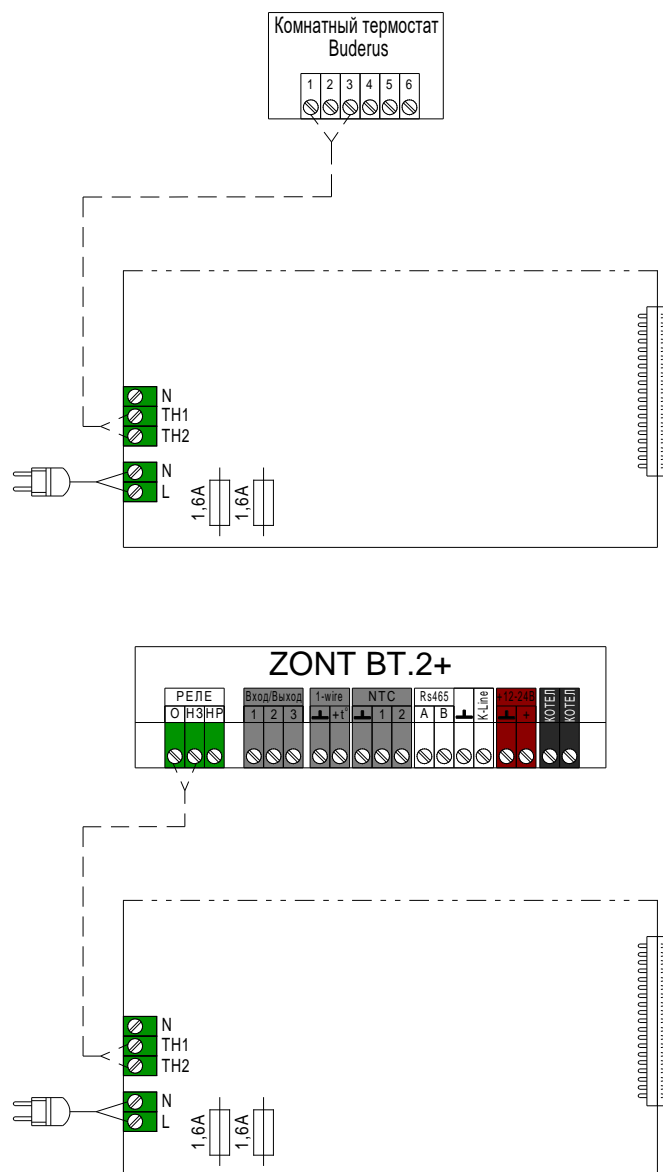 Комнатный термостат
Buderus
1 2 3 4 5 6
N
TH1
TH2
N
L
1,6A 1,6A
ZONT BT.2+
РЕЛЕ Вход/Выход 1-wire NTC Rs465 K-Line +12-24В КОТЕЛ КОТЕЛ
О НЗ НР 1 2 3 +t° 1 2 A B +
N
TH1
TH2
N
L
1,6A 1,6A